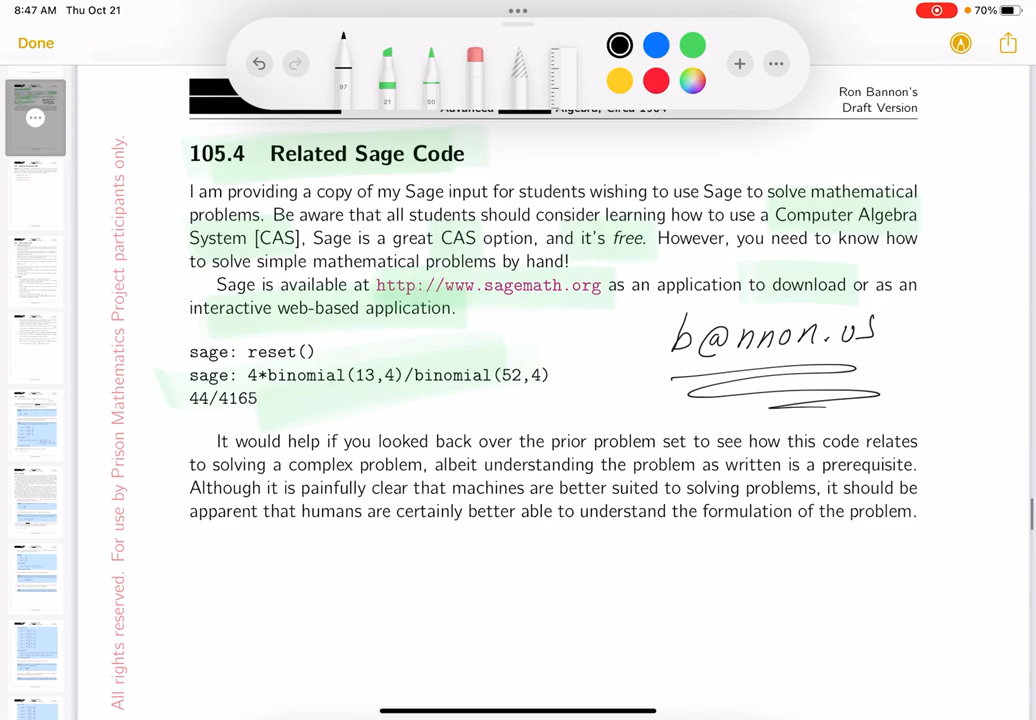 8:47 AM Thu Oct 21
70%
Done
97
21
50
Ron Bannon's
Draft Version
105.4 Related Sage Code
I am providing a copy of my Sage input for students wishing to use Sage to solve mathematical
problems. Be aware that all students should consider learning how to use a Computer Algebra
System [CAS], Sage is a great CAS option, and it's free. However, you need to know how
to solve simple mathematical problems by hand!
Sage is available at http://www.sagemath.org as an application to download or as an
interactive web-based application.
b@nnon.us
sage: reset()
sage: 4*binomial(13,4)/binomial(52,4)
44/4165
It would help if you looked back over the prior problem set to see how this code relates
to solving a complex problem, albeit understanding the problem as written is a prerequisite.
Although it is painfully clear that machines are better suited to solving problems, it should be
apparent that humans are certainly better able to understand the formulation of the problem.
All rights reserved. For use by Prison Mathematics Project participants only.